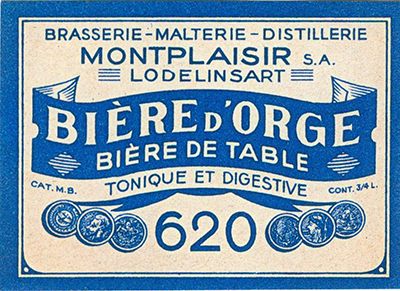 BRASSERIE-MALTERIE-DISTILLERIE
MONTPLAISIR S.A.
LODELINSART
BIÈRE D'ORGE
BIÈRE DE TABLE
CAT. M.B.
TONIQUE ET DIGESTIVE
CONT. 3/4 L.
620